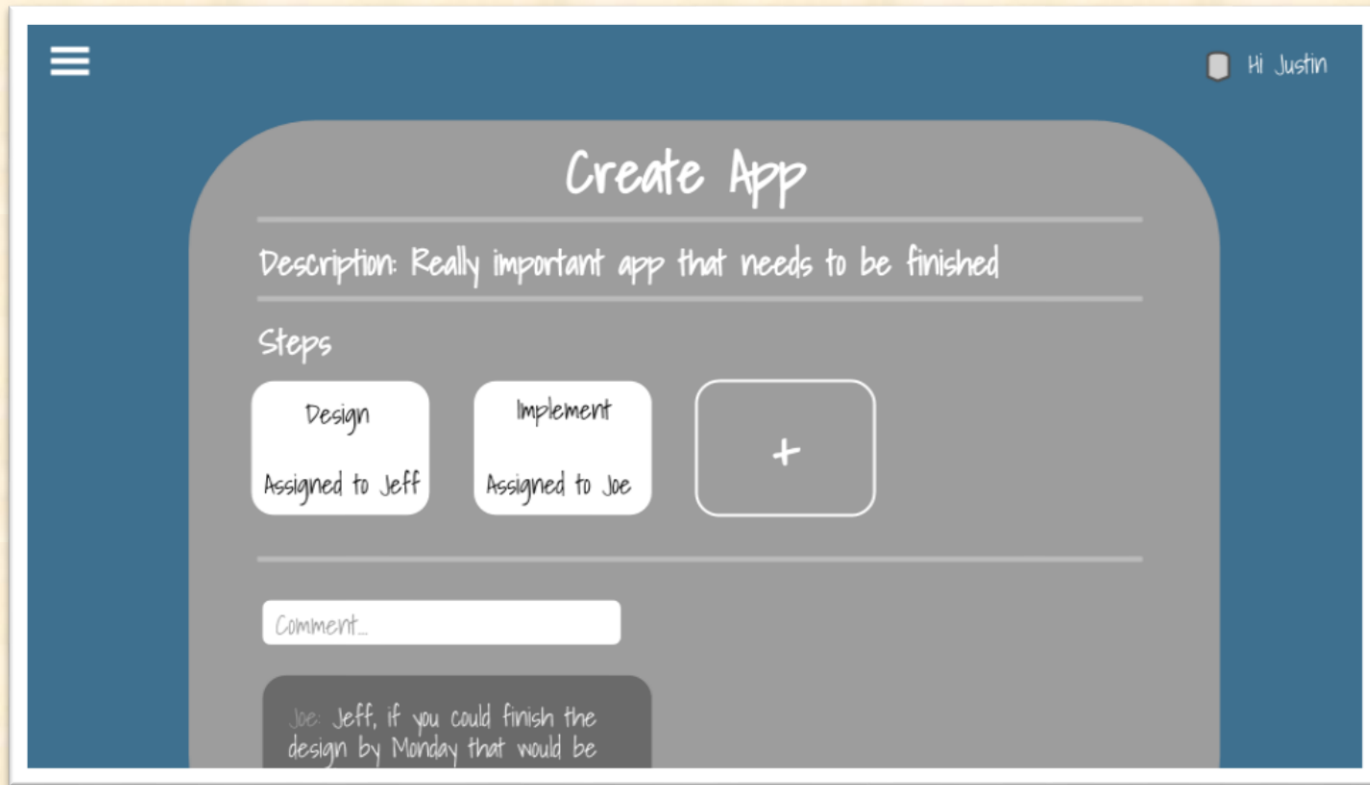 Hi Justin
Create App
Description: Really important app that needs to be finished
Steps
Design
Assigned to Jeff
Implement
Assigned to Joe
+
Comment...
Joe: Jeff, if you could finish the
design by Monday that would be